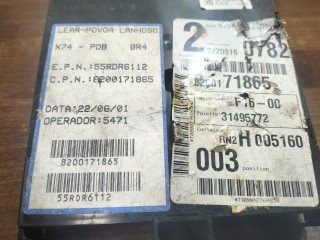 LEAR-POVOA LANHOSO
X74 - PDB BR4
E.P.N.:55RDR6112
C.P.N.:8200171865
DATA:22/06/01
OPERADOR:5471
8200171865
55RDR6112
2
0782
8200171865
F16-00
31495772
RN2 H 005160
003 position